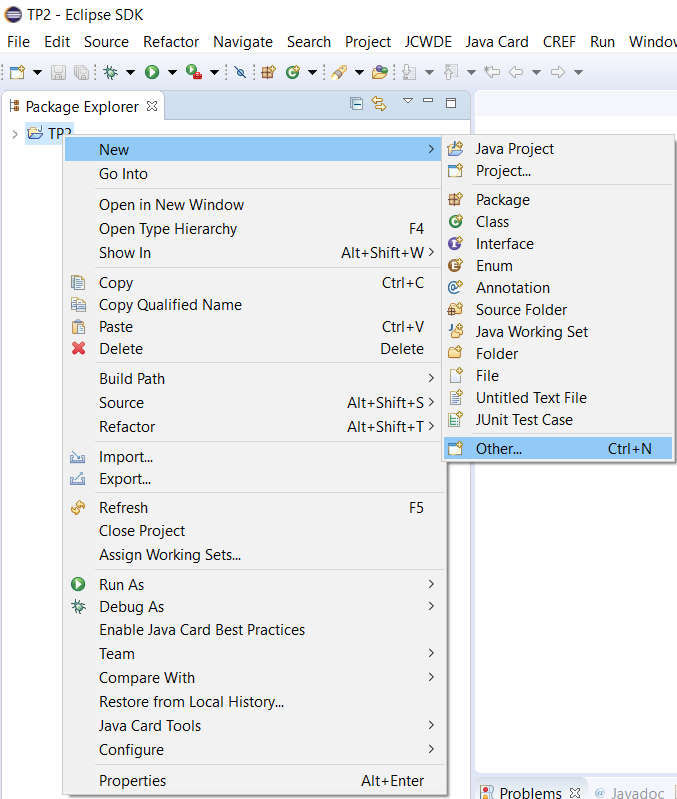 TP2 - Eclipse SDK
File Edit Source Refactor Navigate Search Project JCWDE Java Card CREF Run Window
Package Explorer
TP2
New
Go Into
Open in New Window
Open Type Hierarchy F4
Show In Alt+Shift+W
Copy Ctrl+C
Copy Qualified Name
Paste Ctrl+V
Delete Delete
Build Path
Source Alt+Shift+S
Refactor Alt+Shift+T
Import...
Export...
Refresh F5
Close Project
Assign Working Sets...
Run As
Debug As
Enable Java Card Best Practices
Team
Compare With
Restore from Local History...
Java Card Tools
Configure
Properties Alt+Enter
Java Project
Project...
Package
Class
Interface
Enum
Annotation
Source Folder
Java Working Set
Folder
File
Untitled Text File
JUnit Test Case
Other... Ctrl+N
Problems @ Javadoc